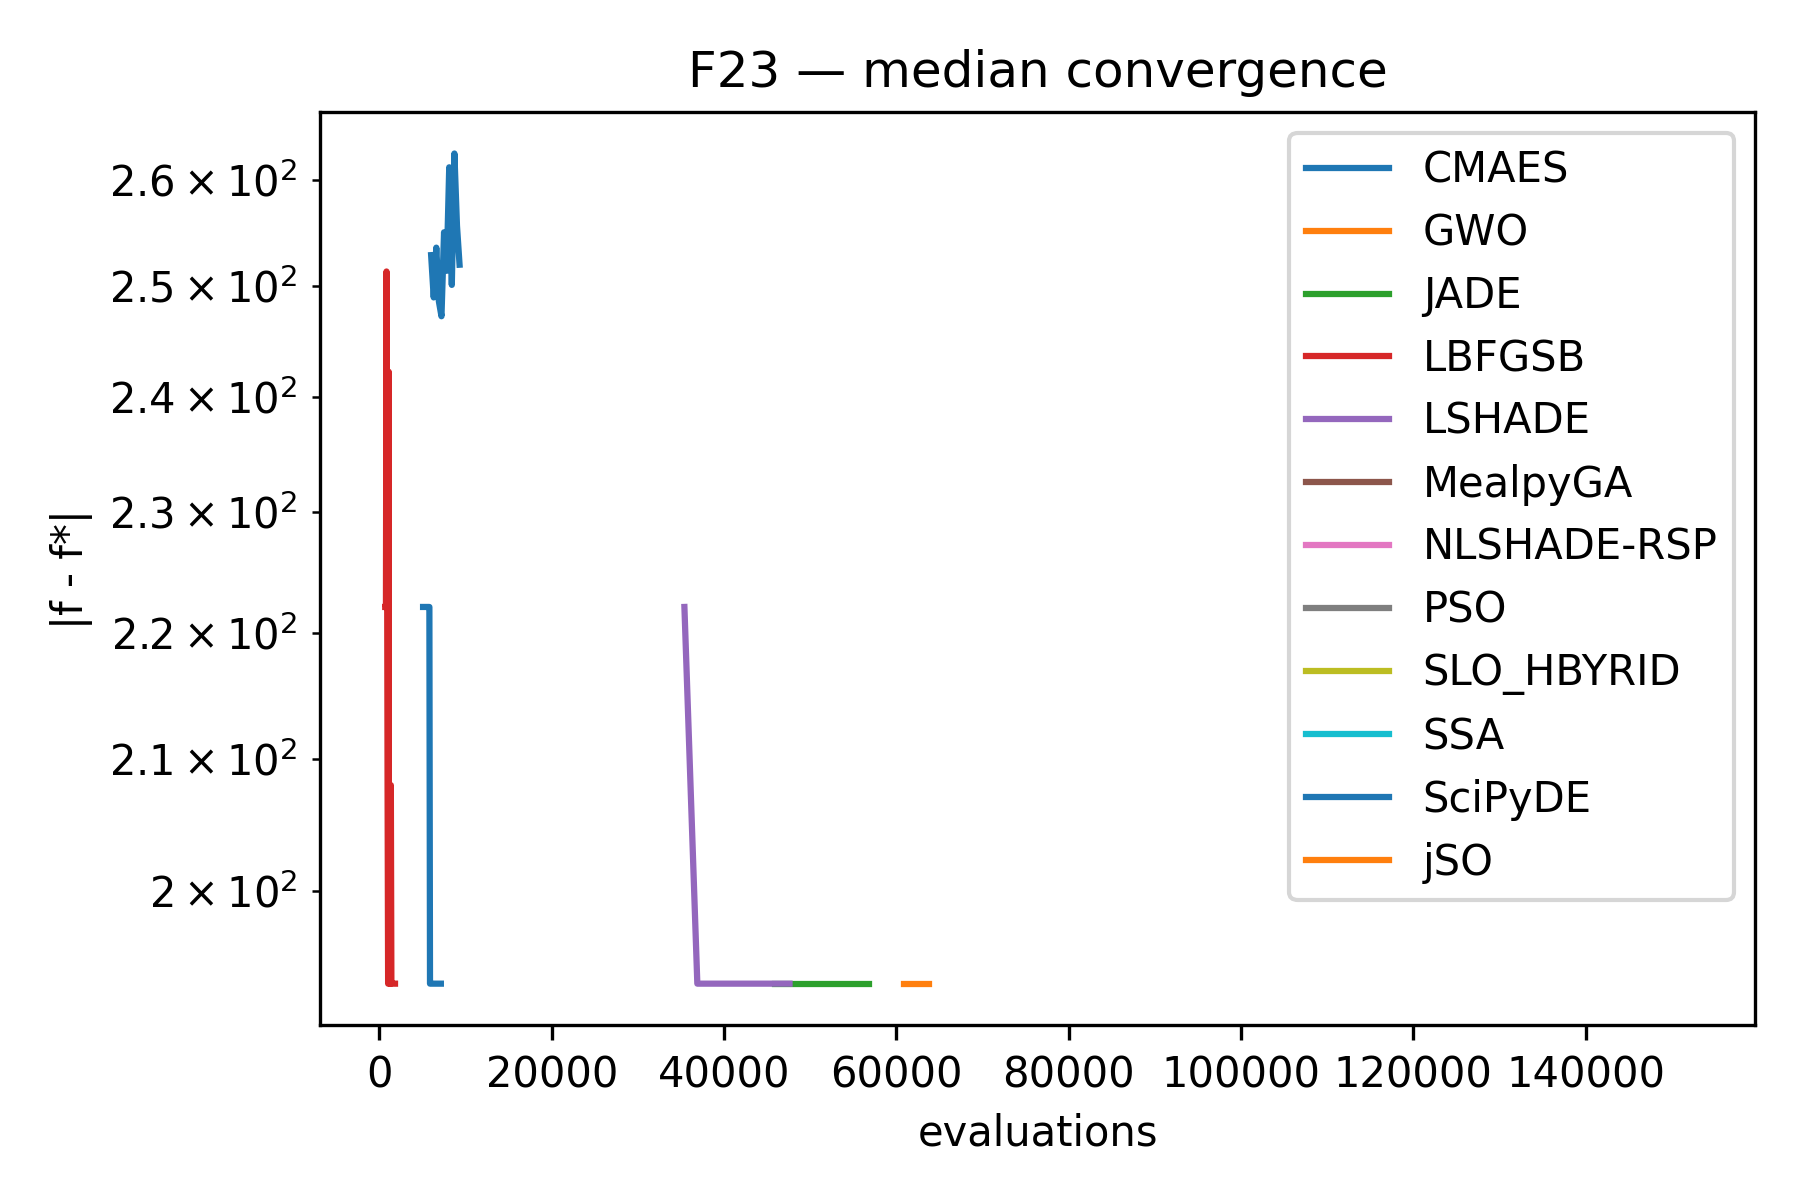 F23 — median convergence
2.6 × 10²
2.5 × 10²
2.4 × 10²
2.3 × 10²
2.2 × 10²
2.1 × 10²
2 × 10²
|f - f*|
CMAES
GWO
JADE
LBFGSB
LSHADE
MealpyGA
NLSHADE-RSP
PSO
SLO_HBYRID
SSA
SciPyDE
jSO
0 20000 40000 60000 80000 100000 120000 140000
evaluations